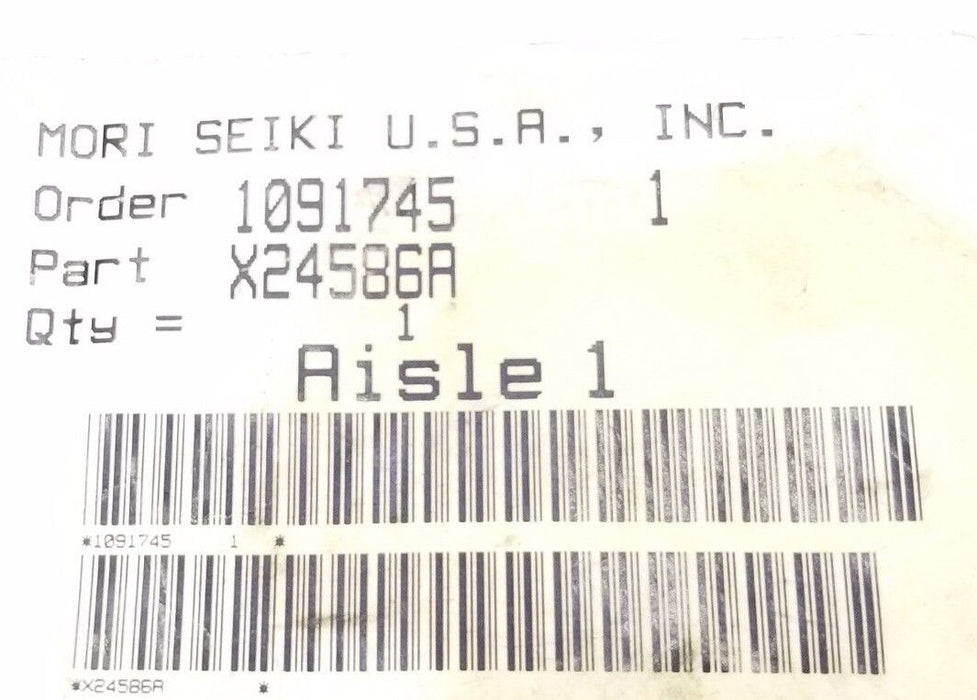 MORI SEIKI U.S.A., INC.
Order 1091745 1
Part X24586A
Qty = 1
Aisle 1
*1091745 1 *
*X24586A *